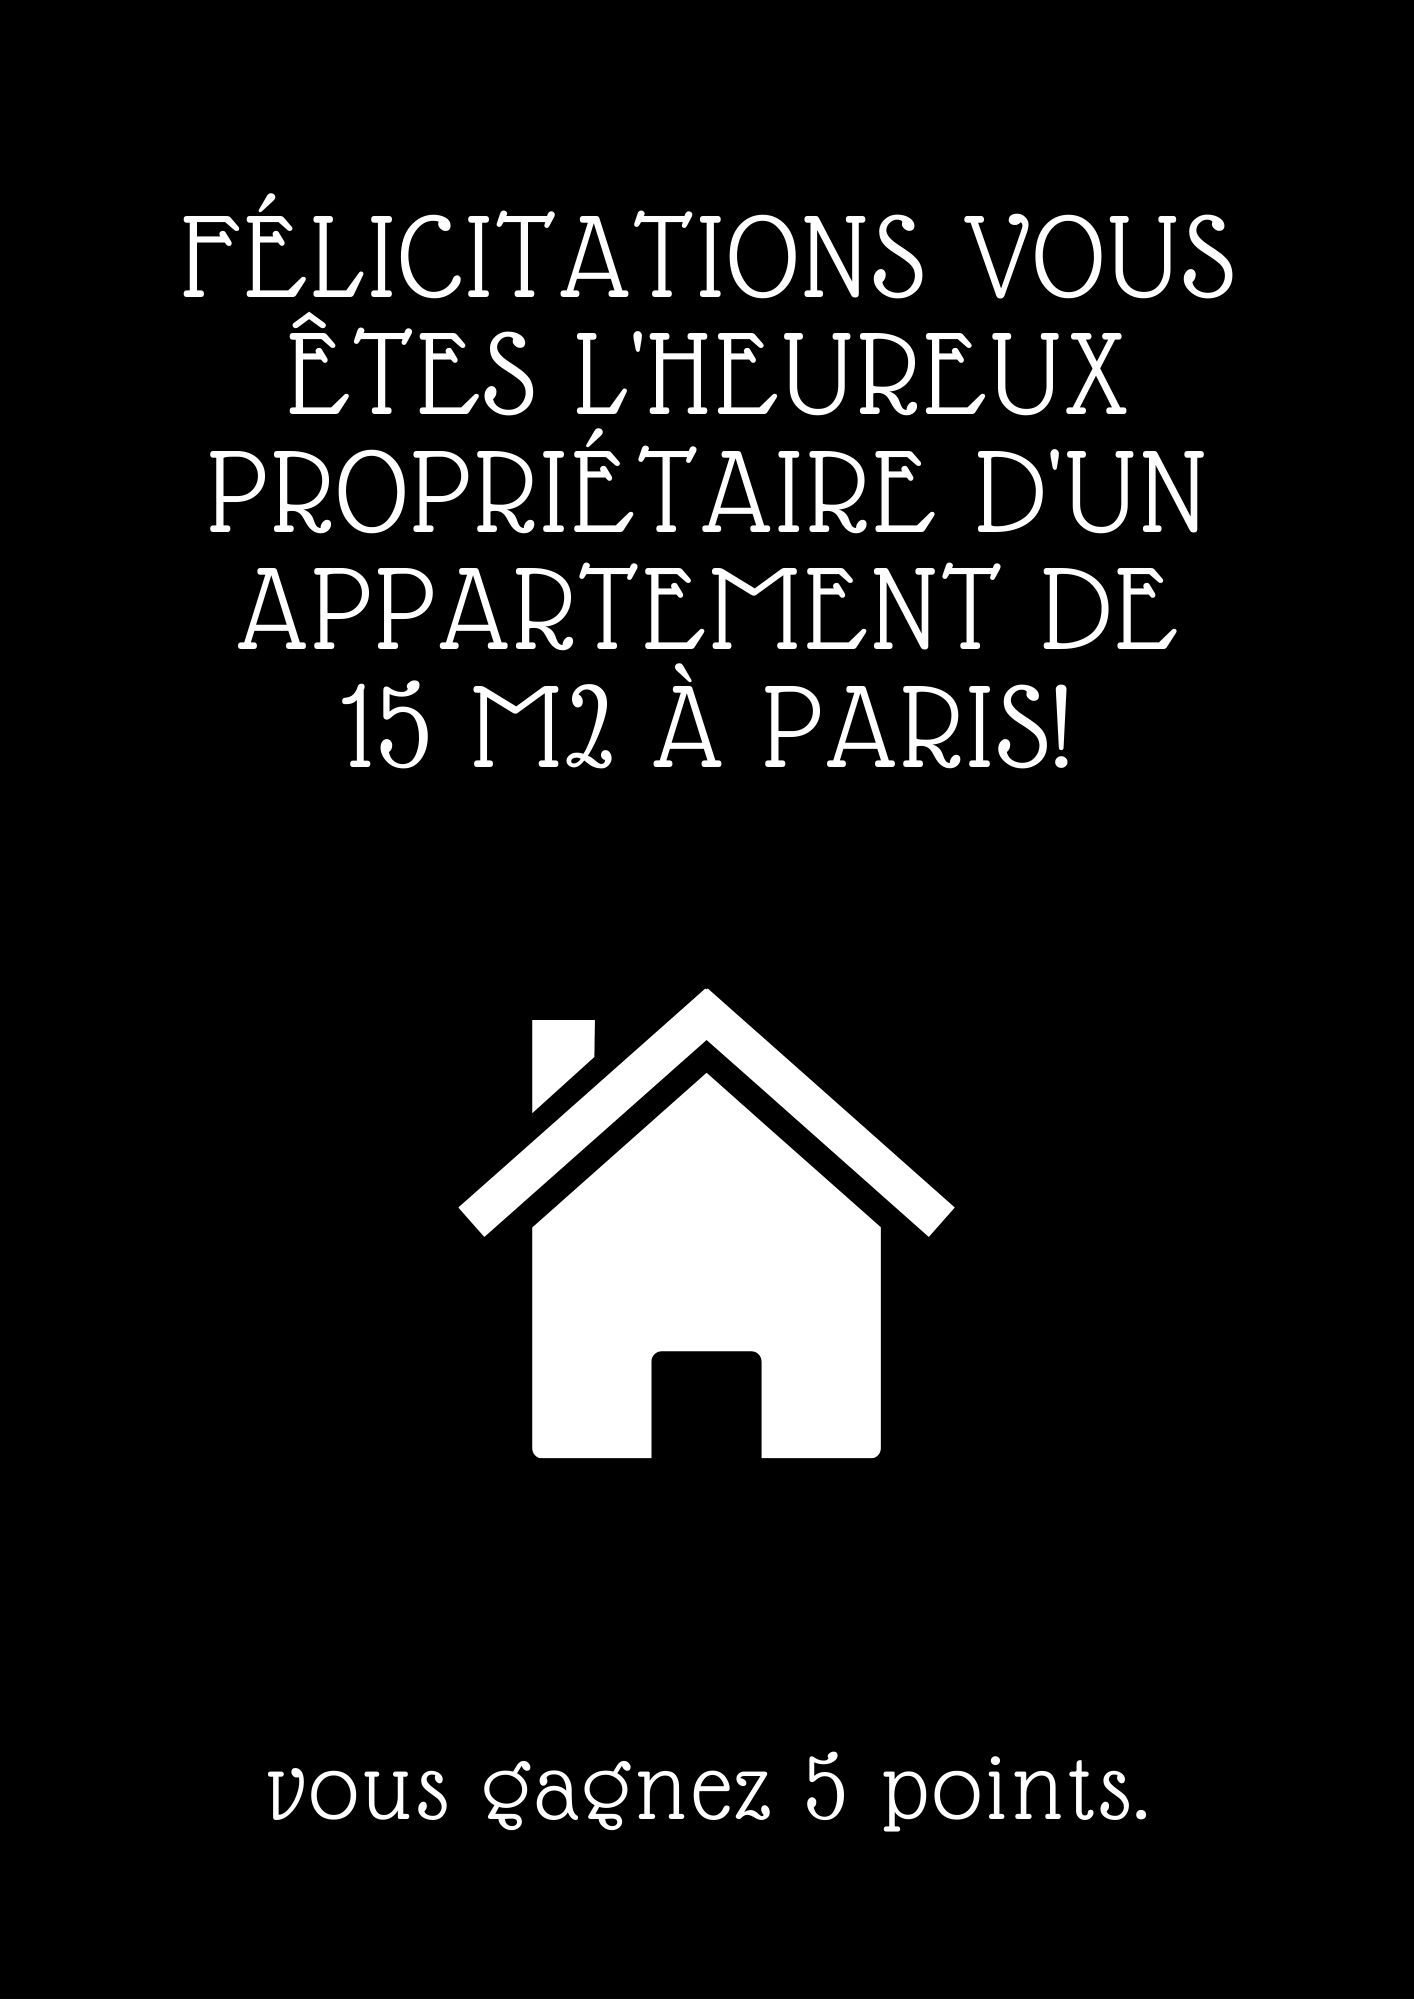 FÉLICITATIONS VOUS
ÊTES L'HEUREUX
PROPRIÉTAIRE D'UN
APPARTEMENT DE
15 M2 À PARIS!
vous gagnez 5 points.